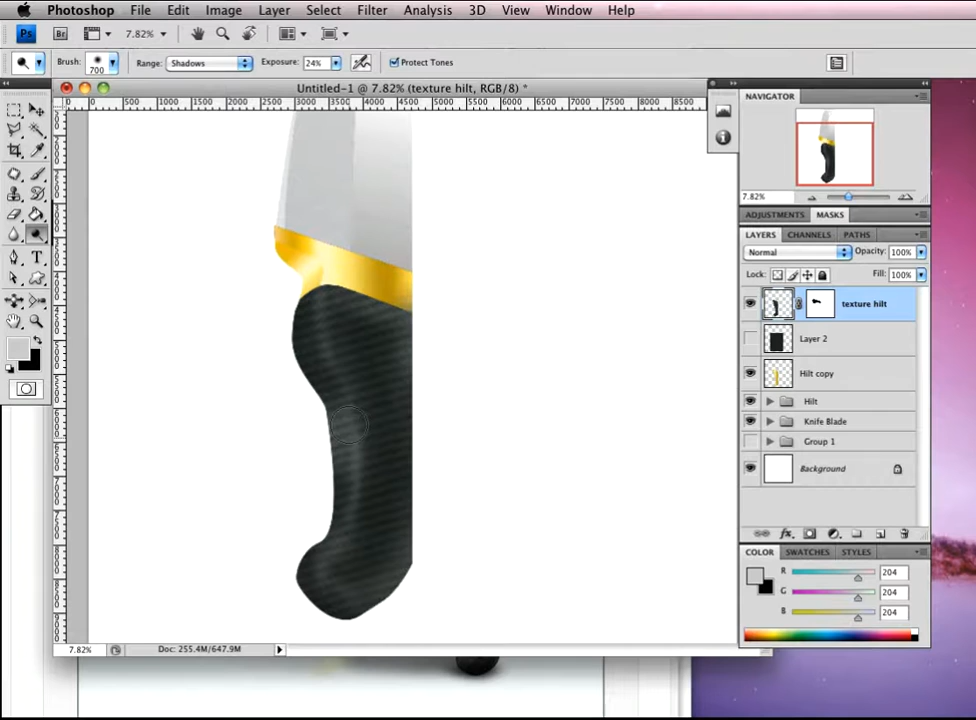 Photoshop File Edit Image Layer Select Filter Analysis 3D View Window Help
Ps Br 7.82%
Brush: 700 Range: Shadows Exposure: 24% Protect Tones
Untitled-1 @ 7.82% (texture hilt, RGB/8) *
0 0 500 1000 1500 2000 2500 3000 3500 4000 4500 5000 5500 6000 6500 7000 7500 8000 8500
NAVIGATOR
7.82%
ADJUSTMENTS MASKS
LAYERS CHANNELS PATHS
Normal Opacity: 100%
Lock: Fill: 100%
texture hilt
Layer 2
Hilt copy
Hilt
Knife Blade
Group 1
Background
fx
COLOR SWATCHES STYLES
R 204
G 204
B 204
T
7.82% Doc: 255.4M/647.9M